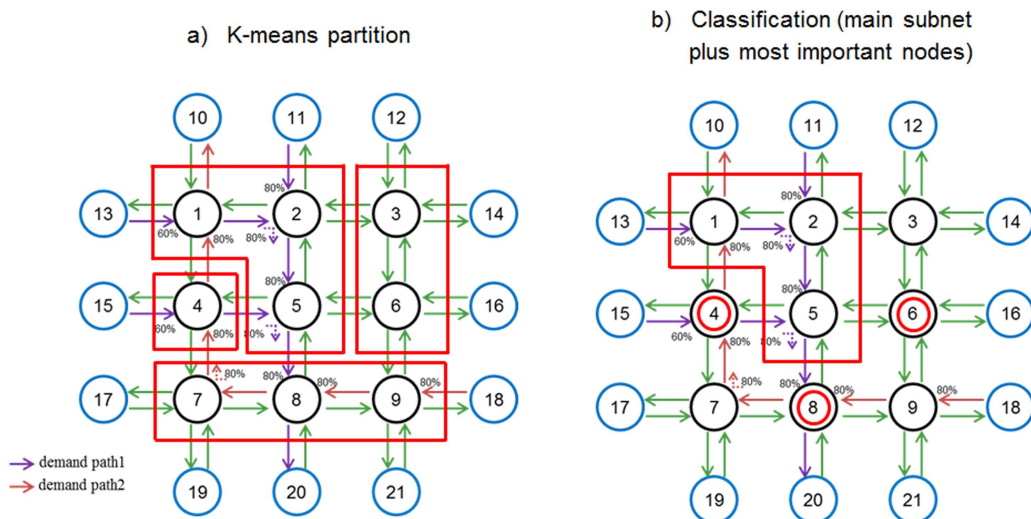 a) K-means partition
10 11 12
80%
13 1 2 3 14
60% 80% 80%
80%
15 4 5 6 16
60% 80% 80%
80% 80% 80% 80%
17 7 8 9 18
demand path1
demand path2
19 20 21
b) Classification (main subnet
plus most important nodes)
10 11 12
80%
13 1 2 3 14
60% 80% 80%
80%
15 4 5 6 16
60% 80% 80%
80% 80% 80% 80%
17 7 8 9 18
19 20 21